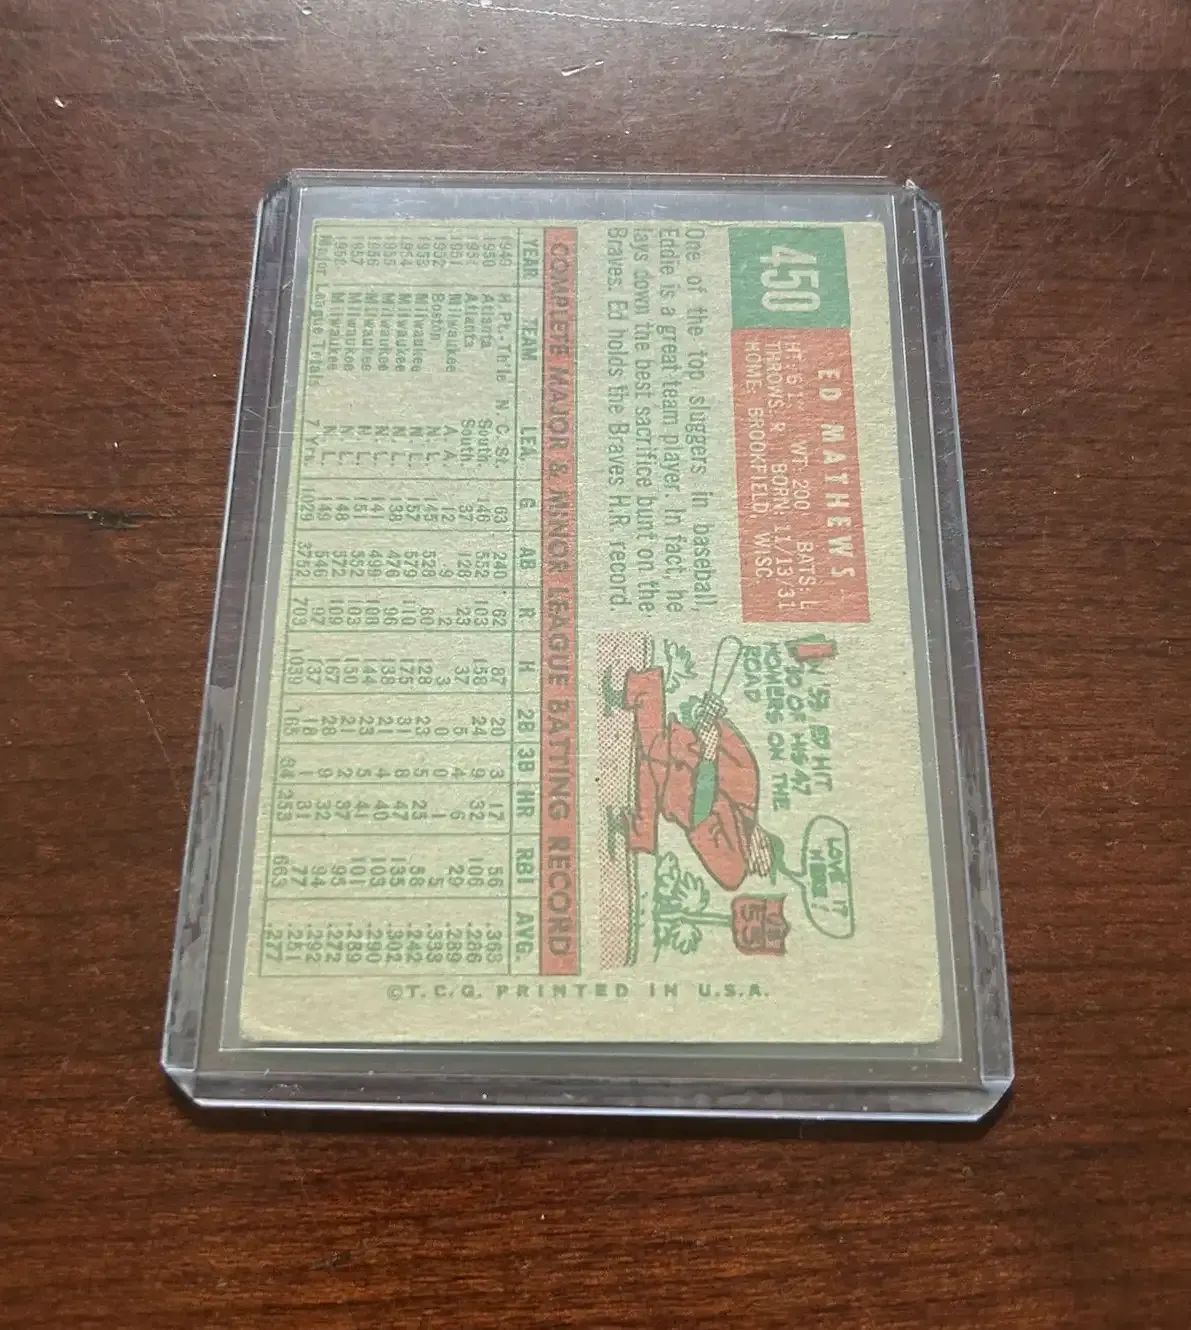 450
ED MATHEWS
HT: 6'1" WT: 200 BATS: L
THROWS: R BORN: 11/13/31
HOME: BROOKFIELD, WISC.
One of the top sluggers in baseball,
Eddie is a great team player. In fact, he
lays down the best sacrifice bunt on the
Braves. Ed holds the Braves H.R. record.
IN '53 ED HIT
30 OF HIS 47
HOMERS ON THE
ROAD
LOVE IT
HERE!
U.S.
COMPLETE MAJOR & MINOR LEAGUE BATTING RECORD
YEAR TEAM LEA. G AB R H 2B 3B HR RBI AVG.
1949 H.Pt.-Th'le N.C.St. 63 240 62 87 20 3 17 56 .363
1950 Atlanta South. 146 552 103 158 24 9 32 106 .286
1951 Atlanta South. 37 128 23 37 5 4 6 29 .289
1951 Milwaukee A.A. 12 9 2 3 0 0 1 5 .333
1952 Boston N.L. 145 528 80 128 23 5 25 58 .242
1953 Milwaukee N.L. 157 579 110 175 31 8 47 135 .302
1954 Milwaukee N.L. 138 476 96 138 21 4 40 103 .290
1955 Milwaukee N.L. 141 499 108 144 23 5 41 101 .289
1956 Milwaukee N.L. 151 552 103 150 21 2 37 95 .272
1957 Milwaukee N.L. 148 572 109 167 28 9 32 94 .292
1958 Milwaukee N.L. 149 546 97 137 18 1 31 77 .251
Major League Totals 7 Yrs. 1029 3752 703 1039 165 34 253 663 .277
©T.C.G. PRINTED IN U.S.A.